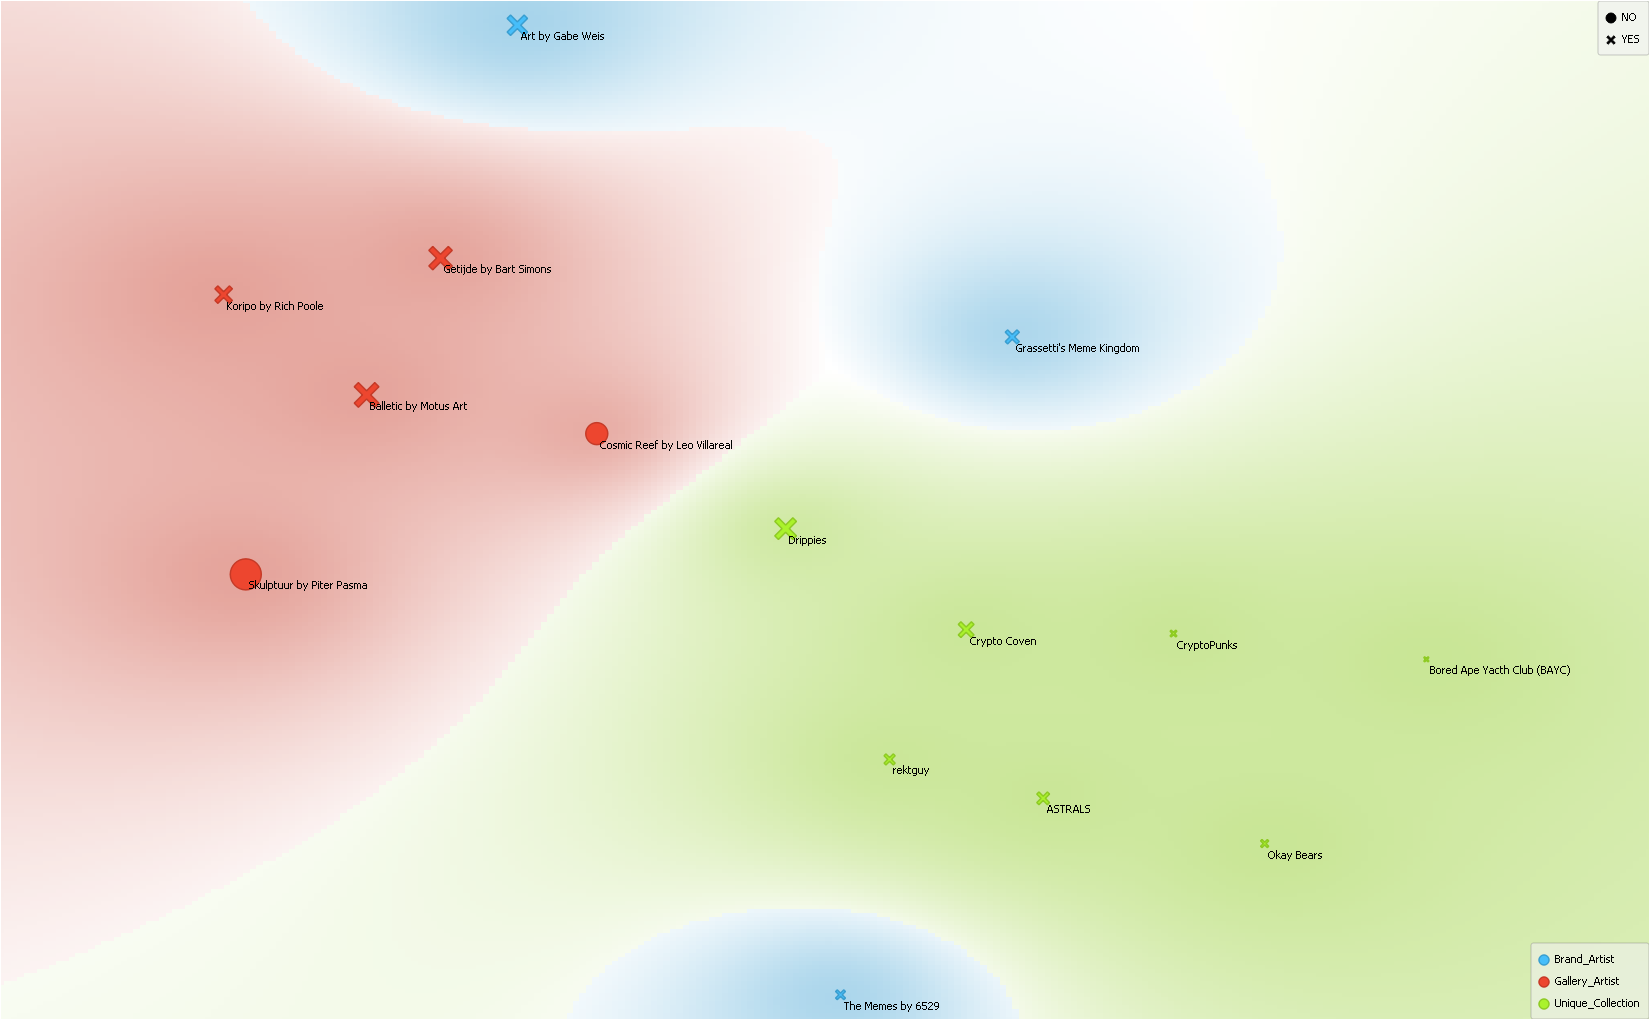 NO
YES
Art by Gabe Weis
Getijde by Bart Simons
Koripo by Rich Poole
Grassetti's Meme Kingdom
Balletic by Motus Art
Cosmic Reef by Leo Villareal
Drippies
Skulptuur by Piter Pasma
Crypto Coven
CryptoPunks
Bored Ape Yacth Club (BAYC)
rektguy
ASTRALS
Okay Bears
The Memes by 6529
Brand_Artist
Gallery_Artist
Unique_Collection